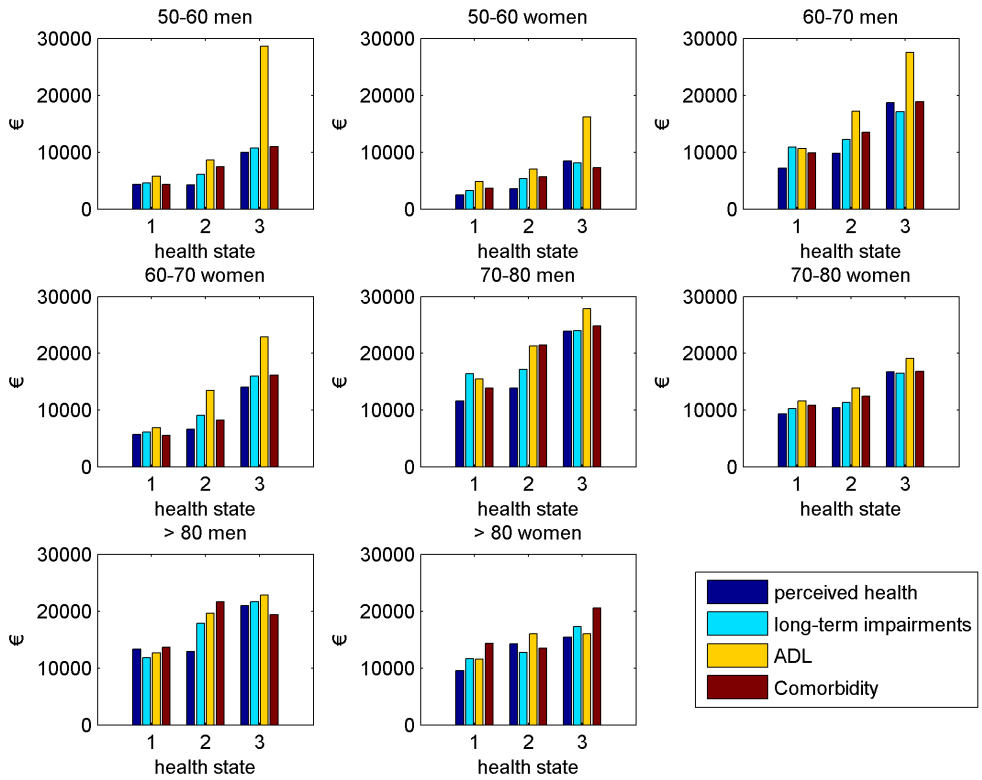 50-60 men
30000
20000
10000
0
€
1 2 3
health state
50-60 women
30000
20000
10000
0
€
1 2 3
health state
60-70 men
30000
20000
10000
0
€
1 2 3
health state
60-70 women
30000
20000
10000
0
€
1 2 3
health state
70-80 men
30000
20000
10000
0
€
1 2 3
health state
70-80 women
30000
20000
10000
0
€
1 2 3
health state
> 80 men
30000
20000
10000
0
€
1 2 3
health state
> 80 women
30000
20000
10000
0
€
1 2 3
health state
perceived health
long-term impairments
ADL
Comorbidity